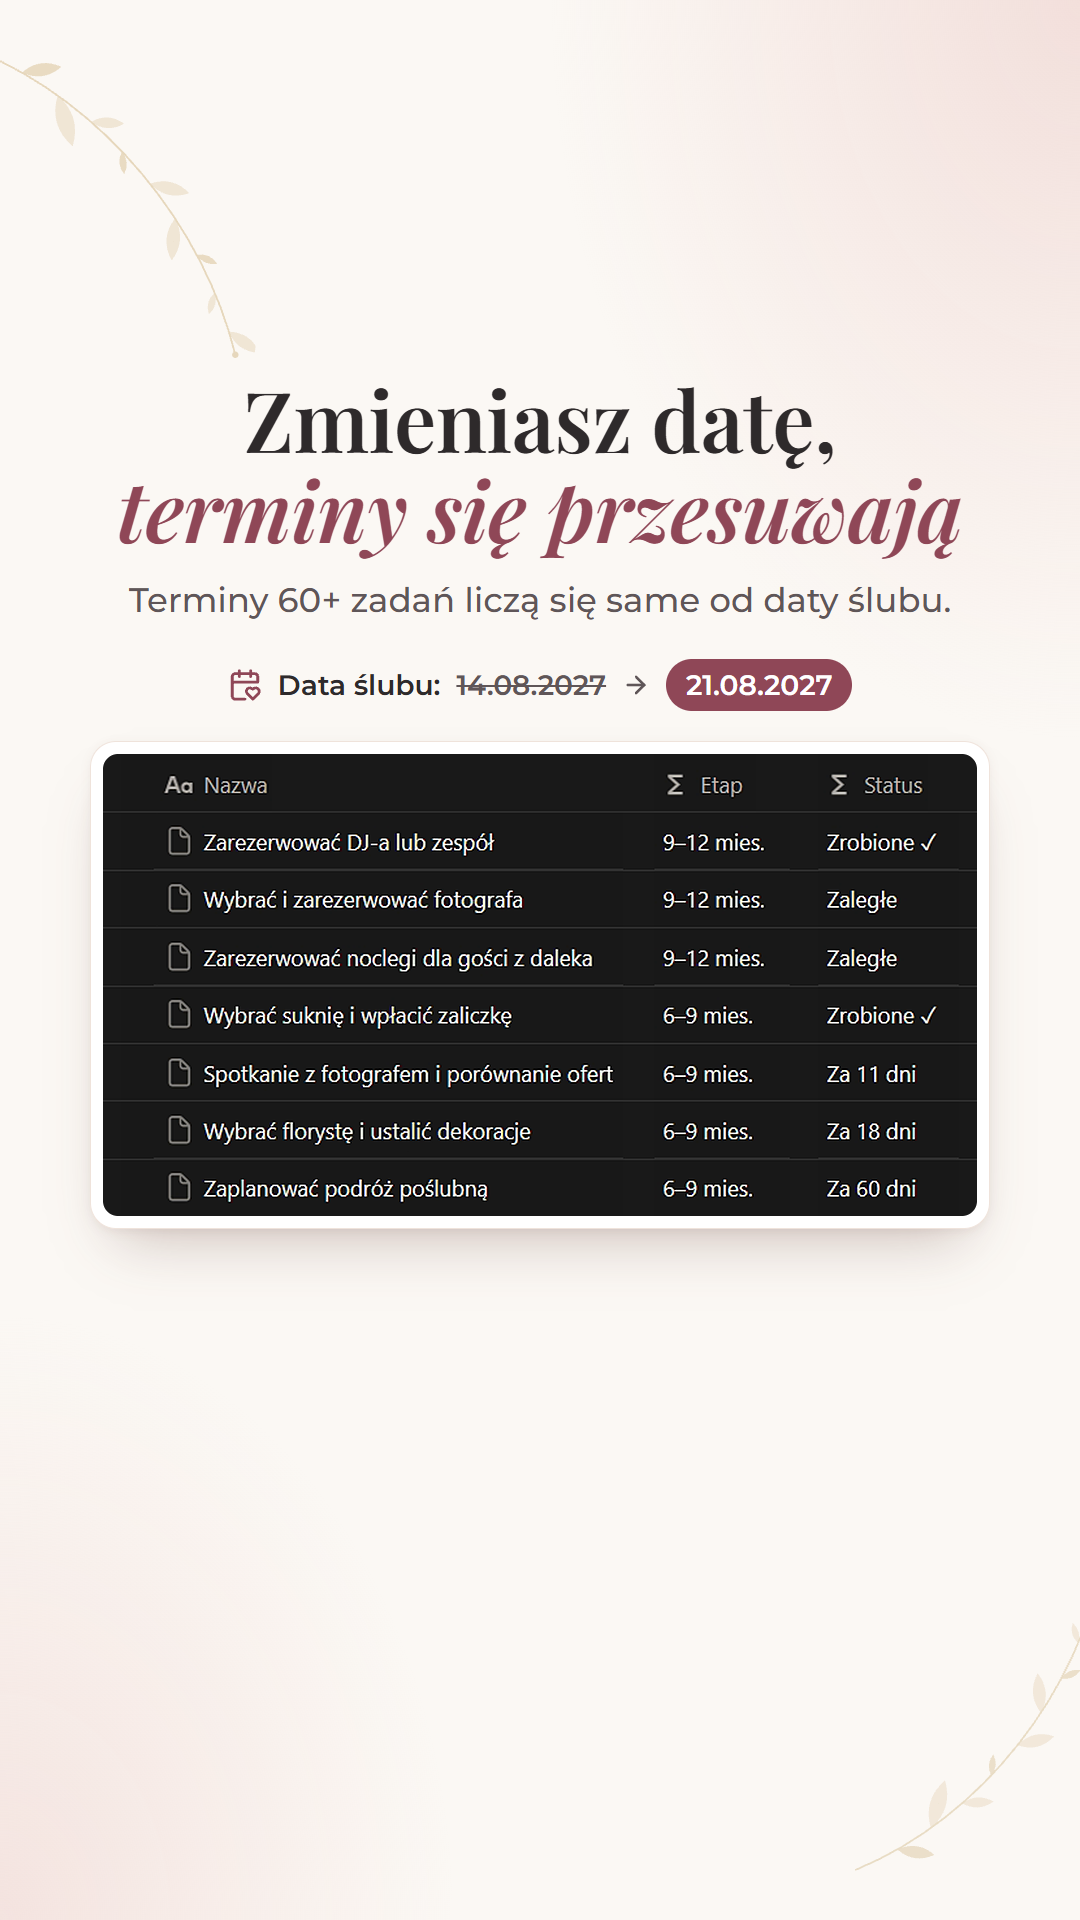 Zmieniasz datę,
terminy się przesuwają
Terminy 60+ zadań liczą się same od daty ślubu.
Data ślubu: 14.08.2027 → 21.08.2027
Aa Nazwa Σ Etap Σ Status
Zarezerwować DJ-a lub zespół 9–12 mies. Zrobione ✓
Wybrać i zarezerwować fotografa 9–12 mies. Zaległe
Zarezerwować noclegi dla gości z daleka 9–12 mies. Zaległe
Wybrać suknię i wpłacić zaliczkę 6–9 mies. Zrobione ✓
Spotkanie z fotografem i porównanie ofert 6–9 mies. Za 11 dni
Wybrać florystę i ustalić dekoracje 6–9 mies. Za 18 dni
Zaplanować podróż poślubną 6–9 mies. Za 60 dni